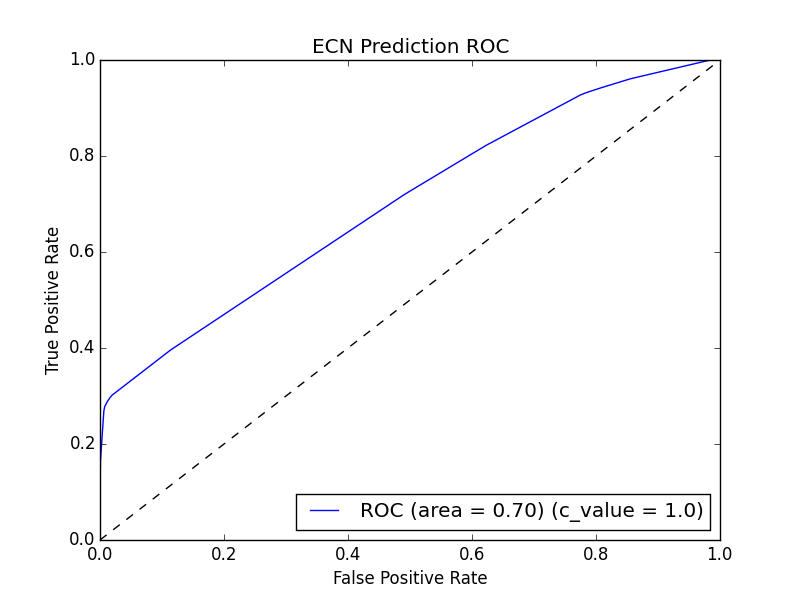 ECN Prediction ROC
1.0
0.8
0.6
0.4
0.2
0.0
True Positive Rate
ROC (area = 0.70) (c_value = 1.0)
0.0 0.2 0.4 0.6 0.8 1.0
False Positive Rate